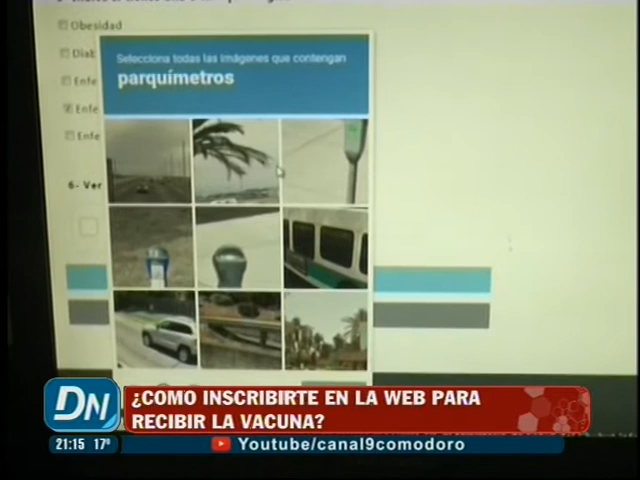 Obesidad
Diab
Enfe
Enfe
Enfe
6- Ver
Selecciona todas las imágenes que contengan
parquímetros
DN
¿COMO INSCRIBIRTE EN LA WEB PARA
RECIBIR LA VACUNA?
21:15 17°
Youtube/canal9comodoro